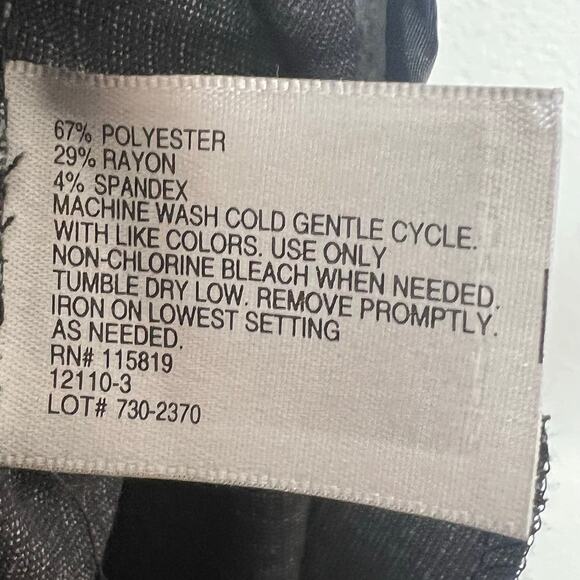 67% POLYESTER
29% RAYON
4% SPANDEX
MACHINE WASH COLD GENTLE CYCLE.
WITH LIKE COLORS. USE ONLY
NON-CHLORINE BLEACH WHEN NEEDED.
TUMBLE DRY LOW. REMOVE PROMPTLY.
IRON ON LOWEST SETTING
AS NEEDED.
RN# 115819
12110-3
LOT# 730-2370